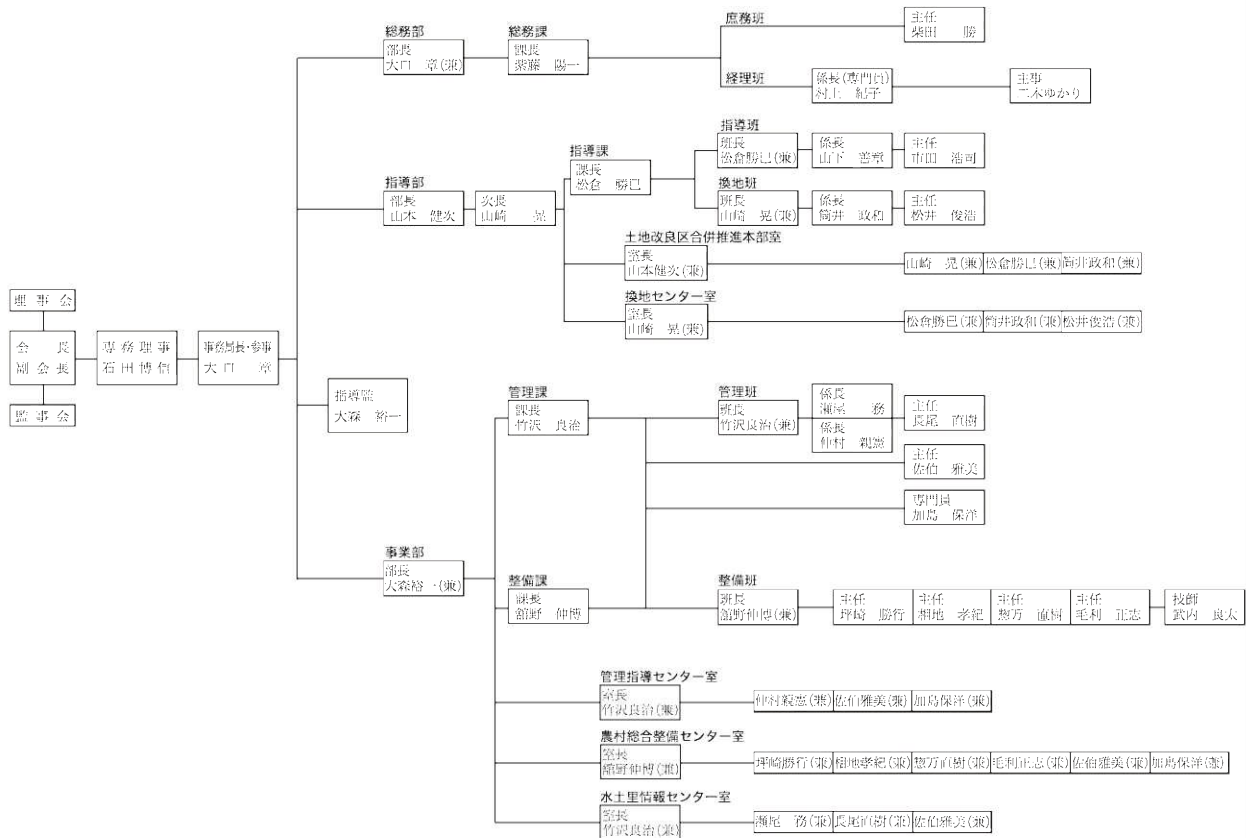 総務部
部長
大口 章(兼)
総務課
課長
紫藤 陽一
庶務班
主任
柴田 勝
経理班
係長(専門員)
村上 紀子
主事
二木ゆかり
指導部
部長
山本 健次
次長
山崎 晃
指導課
課長
松倉 勝巳
指導班
班長
松倉勝巳(兼)
係長
山下 善章
主任
市田 浩司
換地班
班長
山崎 晃(兼)
係長
筒井 政和
主任
松井 俊浩
土地改良区合併推進本部室
室長
山本健次(兼)
山崎 晃(兼)
松倉勝巳(兼)
筒井政和(兼)
換地センター室
室長
山崎 晃(兼)
松倉勝巳(兼)
筒井政和(兼)
松井俊浩(兼)
理事会
会長
副会長
監事会
専務理事
石田博信
事務局長・参事
大口 章
指導監
大森 裕一
事業部
部長
大森裕一(兼)
管理課
課長
竹沢 良治
管理班
班長
竹沢良治(兼)
係長
瀬尾 務
係長
仲村 親憲
主任
長尾 直樹
主任
佐伯 雅美
専門員
加島 保洋
整備課
課長
舘野 伸博
整備班
班長
舘野伸博(兼)
主任
坪崎 勝行
主任
相地 孝紀
主任
惣万 直樹
主任
毛利 正志
技師
武内 良太
管理指導センター室
室長
竹沢良治(兼)
仲村親憲(兼)
佐伯雅美(兼)
加島保洋(兼)
農村総合整備センター室
室長
舘野伸博(兼)
坪崎勝行(兼)
相地孝紀(兼)
惣万直樹(兼)
毛利正志(兼)
佐伯雅美(兼)
加島保洋(兼)
水土里情報センター室
室長
竹沢良治(兼)
瀬尾 務(兼)
長尾直樹(兼)
佐伯雅美(兼)